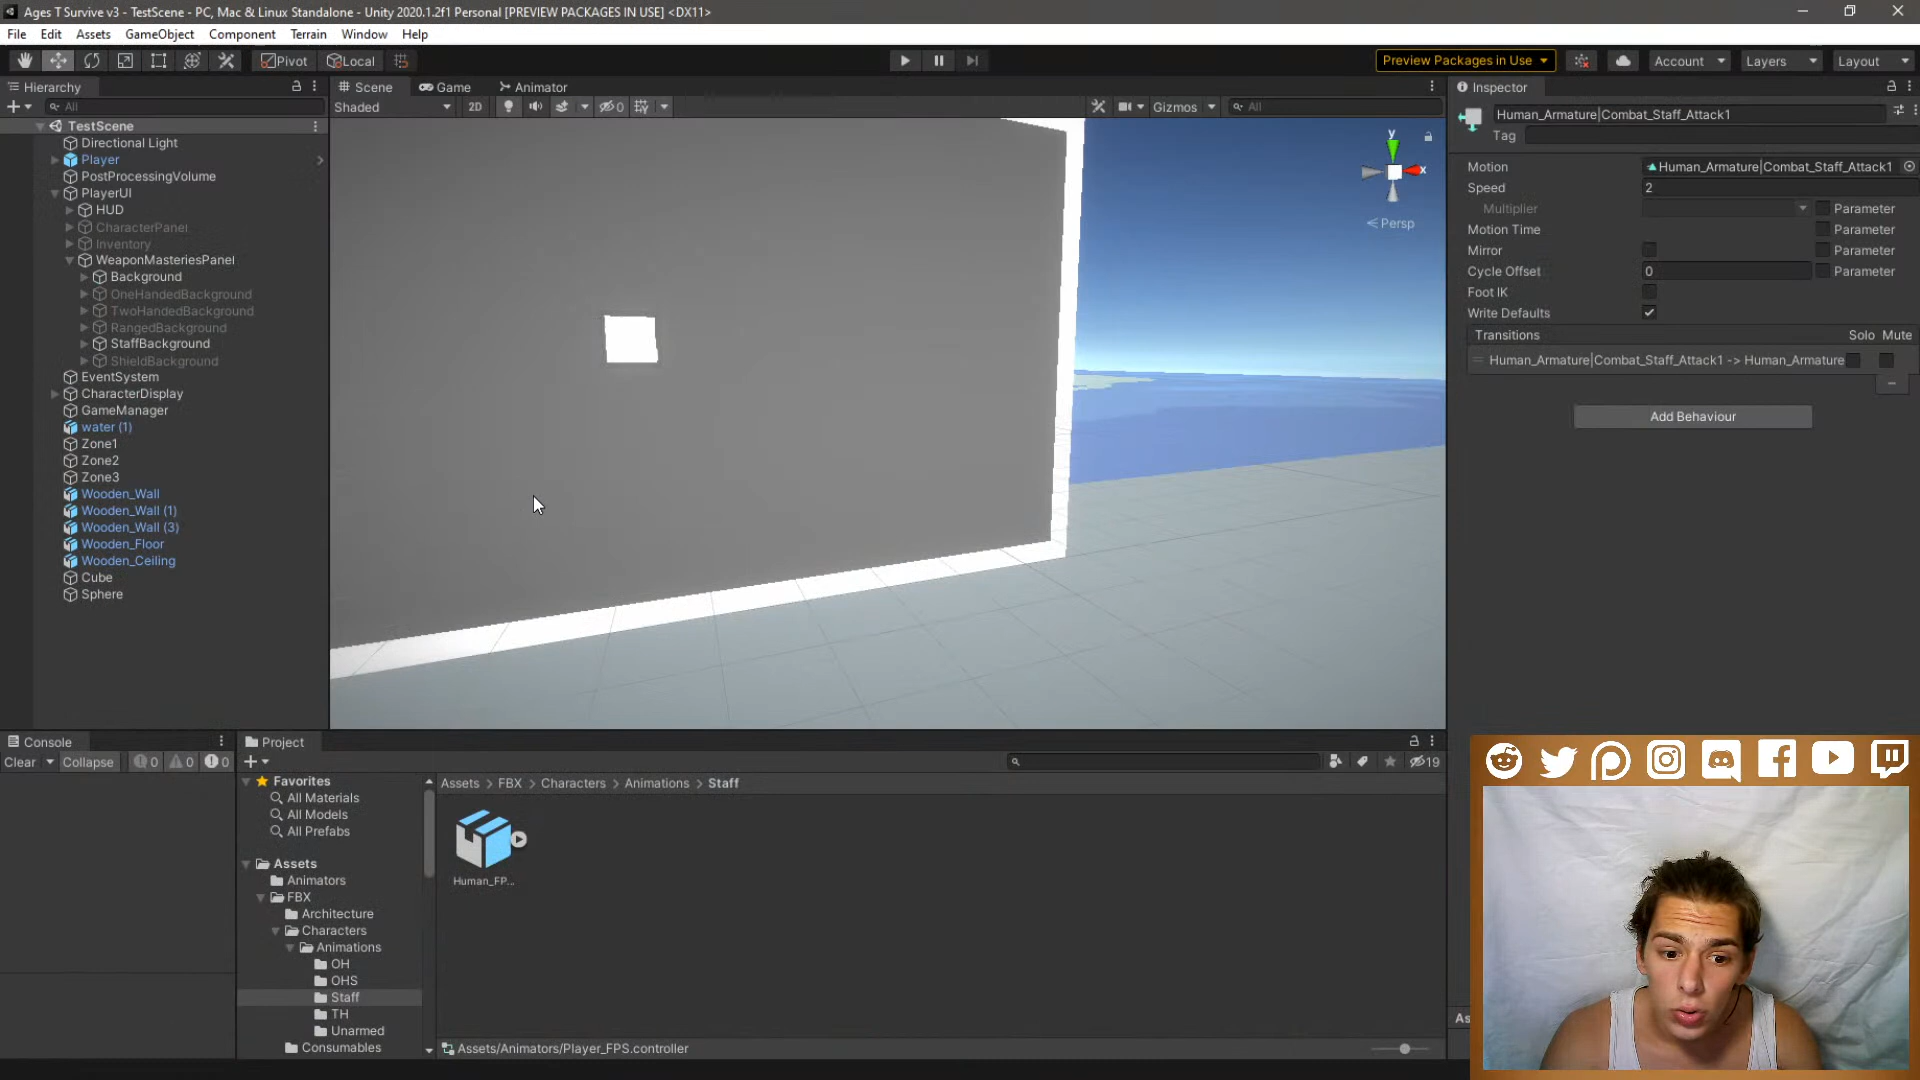 Ages T Survive v3 - TestScene - PC, Mac & Linux Standalone - Unity 2020.1.2f1 Personal [PREVIEW PACKAGES IN USE] <DX11>
File Edit Assets GameObject Component Terrain Window Help
Pivot Local Preview Packages in Use Account Layers Layout
Hierarchy
All
TestScene
Directional Light
Player
PostProcessingVolume
PlayerUI
HUD
CharacterPanel
Inventory
WeaponMasteriesPanel
Background
OneHandedBackground
TwoHandedBackground
RangedBackground
StaffBackground
ShieldBackground
EventSystem
CharacterDisplay
GameManager
water (1)
Zone1
Zone2
Zone3
Wooden_Wall
Wooden_Wall (1)
Wooden_Wall (3)
Wooden_Floor
Wooden_Ceiling
Cube
Sphere
Scene Game Animator
Shaded 2D 0 Gizmos All
y
x
Persp
Inspector
Human_Armature|Combat_Staff_Attack1
Tag
Motion Human_Armature|Combat_Staff_Attack1
Speed 2
Multiplier Parameter
Motion Time Parameter
Mirror Parameter
Cycle Offset 0 Parameter
Foot IK
Write Defaults
Transitions Solo Mute
Human_Armature|Combat_Staff_Attack1 -> Human_Armature
Add Behaviour
Console
Clear Collapse 0 0 0
Project
19
Favorites
All Materials
All Models
All Prefabs
Assets
Animators
FBX
Architecture
Characters
Animations
OH
OHS
Staff
TH
Unarmed
Consumables
Assets > FBX > Characters > Animations > Staff
Human_FP...
Assets/Animators/Player_FPS.controller
As